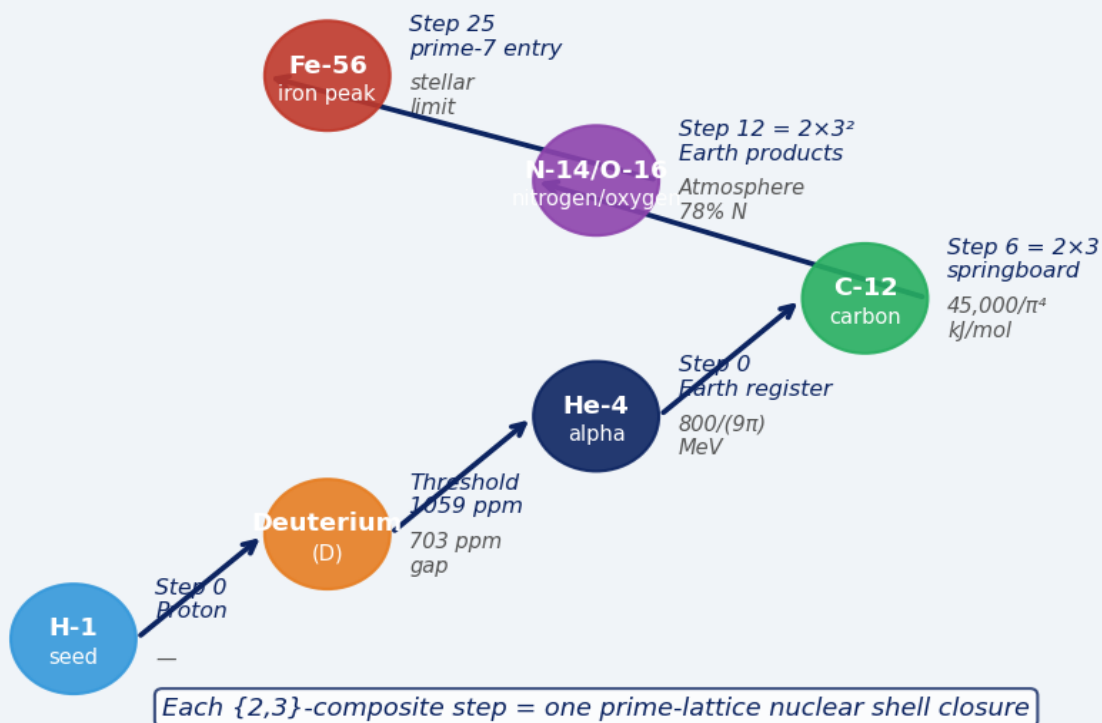 Step 25
prime-7 entry
Fe-56
iron peak
stellar
limit
Step 12 = 2×3²
Earth products
N-14/O-16
nitrogen/oxygen
Atmosphere
78% N
Step 6 = 2×3
springboard
C-12
carbon
45,000/π⁴
kJ/mol
Step 0
Earth register
He-4
alpha
800/(9π)
MeV
Threshold
1059 ppm
Deuterium
(D)
703 ppm
gap
Step 0
Proton
H-1
seed
—
Each {2,3}-composite step = one prime-lattice nuclear shell closure